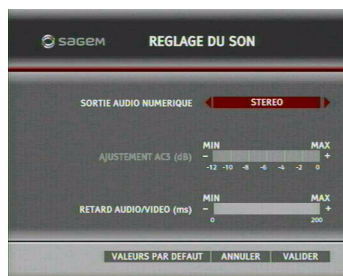 SAGEM REGLAGE DU SON
SORTIE AUDIO NUMERIQUE STEREO
MIN MAX
AJUSTEMENT AC3 (dB) - +
-12 -10 -8 -6 -4 -2 0
MIN MAX
RETARD AUDIO/VIDEO (ms) - +
0 200
VALEURS PAR DEFAUT ANNULER VALIDER